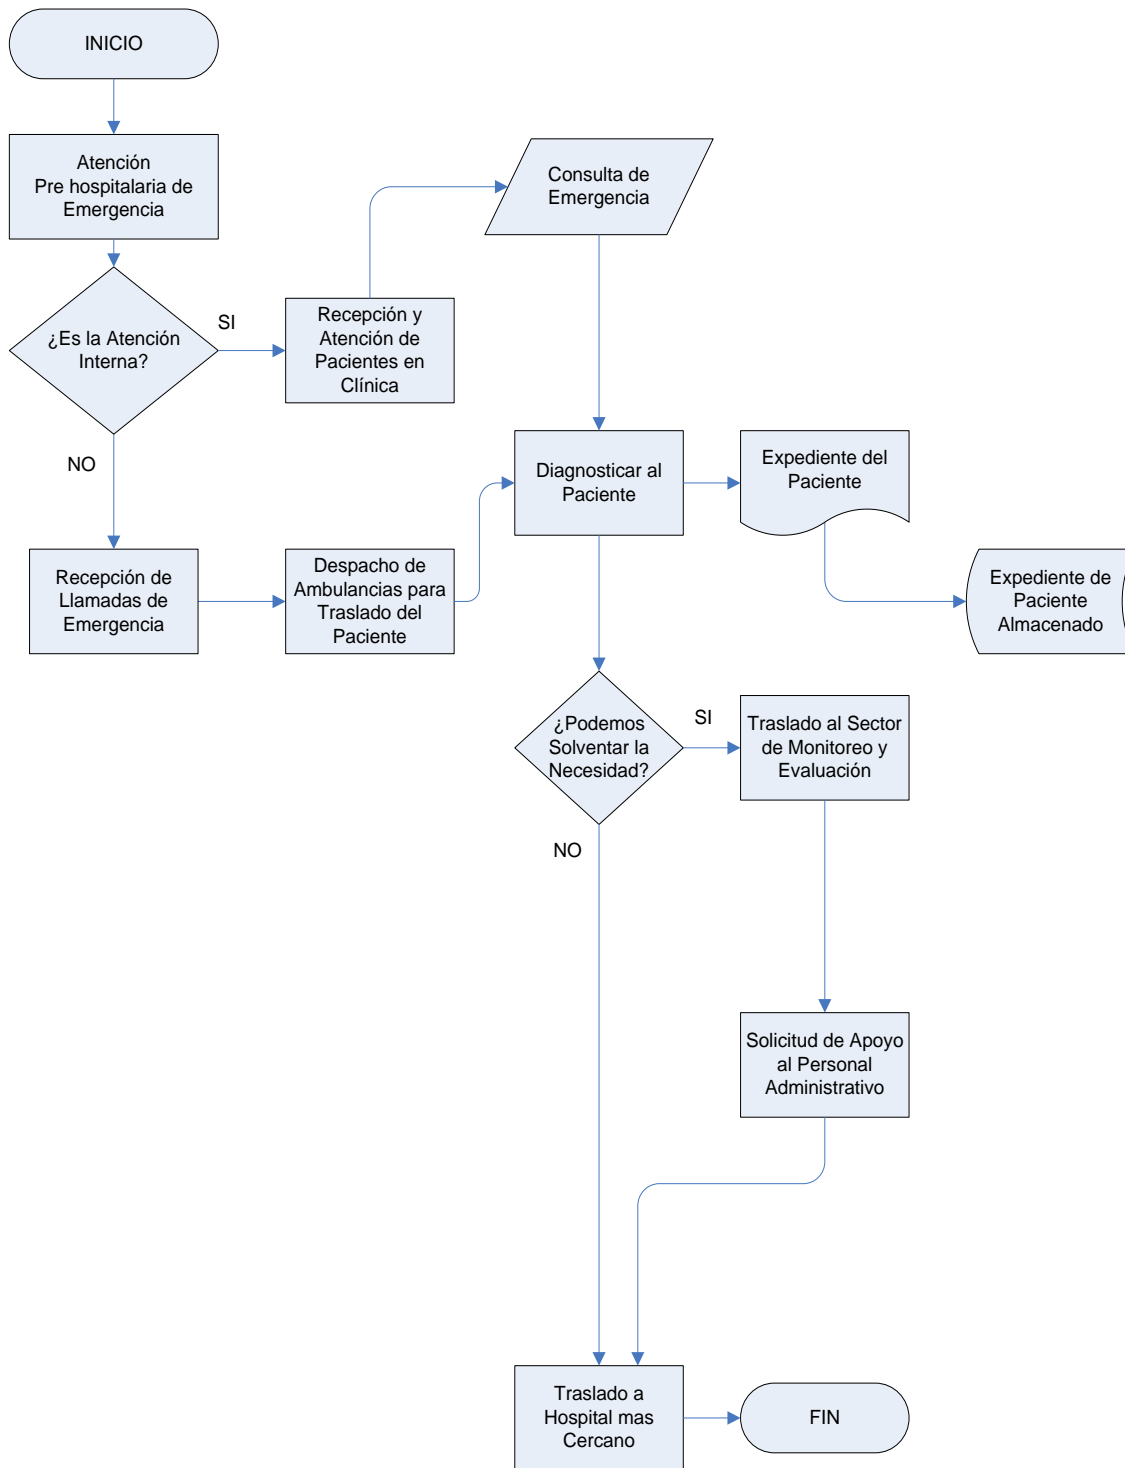 INICIO
Atención
Pre hospitalaria de
Emergencia
Consulta de
Emergencia
¿Es la Atención
Interna?
SI
Recepción y
Atención de
Pacientes en
Clínica
NO
Diagnosticar al
Paciente
Expediente del
Paciente
Recepción de
Llamadas de
Emergencia
Despacho de
Ambulancias para
Traslado del
Paciente
Expediente de
Paciente
Almacenado
¿Podemos
Solventar la
Necesidad?
SI
Traslado al Sector
de Monitoreo y
Evaluación
NO
Solicitud de Apoyo
al Personal
Administrativo
Traslado a
Hospital mas
Cercano
FIN